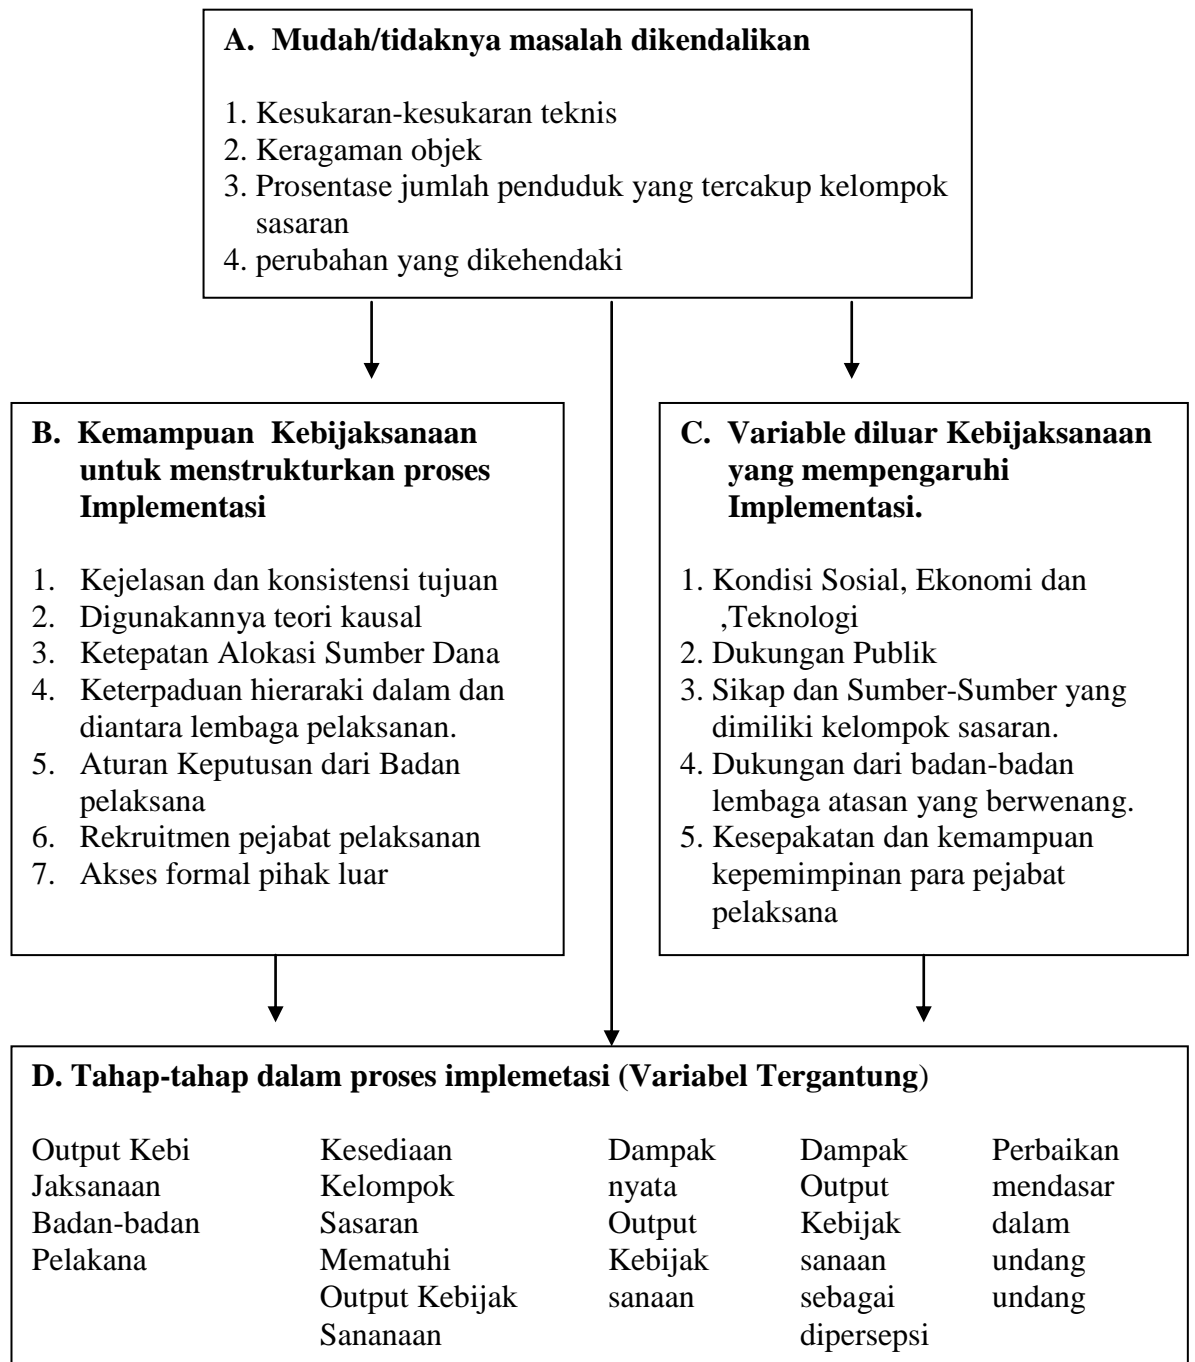 A. Mudah/tidaknya masalah dikendalikan
1. Kesukaran-kesukaran teknis
2. Keragaman objek
3. Prosentase jumlah penduduk yang tercakup kelompok
sasaran
4. perubahan yang dikehendaki
B. Kemampuan Kebijaksanaan
untuk menstrukturkan proses
Implementasi
1. Kejelasan dan konsistensi tujuan
2. Digunakannya teori kausal
3. Ketepatan Alokasi Sumber Dana
4. Keterpaduan hieraraki dalam dan
diantara lembaga pelaksanan.
5. Aturan Keputusan dari Badan
pelaksana
6. Rekruitmen pejabat pelaksanan
7. Akses formal pihak luar
C. Variable diluar Kebijaksanaan
yang mempengaruhi
Implementasi.
1. Kondisi Sosial, Ekonomi dan
,Teknologi
2. Dukungan Publik
3. Sikap dan Sumber-Sumber yang
dimiliki kelompok sasaran.
4. Dukungan dari badan-badan
lembaga atasan yang berwenang.
5. Kesepakatan dan kemampuan
kepemimpinan para pejabat
pelaksana
D. Tahap-tahap dalam proses implemetasi (Variabel Tergantung)
Output Kebi
Jaksanaan
Badan-badan
Pelakana
Kesediaan
Kelompok
Sasaran
Mematuhi
Output Kebijak
Sananaan
Dampak
nyata
Output
Kebijak
sanaan
Dampak
Output
Kebijak
sanaan
sebagai
dipersepsi
Perbaikan
mendasar
dalam
undang
undang